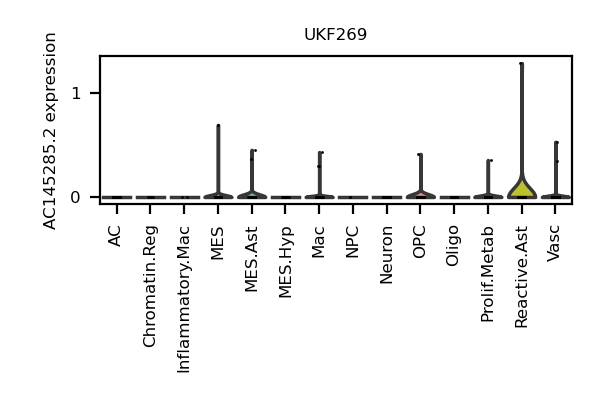 UKF269
AC145285.2 expression
1
0
AC
Chromatin.Reg
Inflammatory.Mac
MES
MES.Ast
MES.Hyp
Mac
NPC
Neuron
OPC
Oligo
Prolif.Metab
Reactive.Ast
Vasc